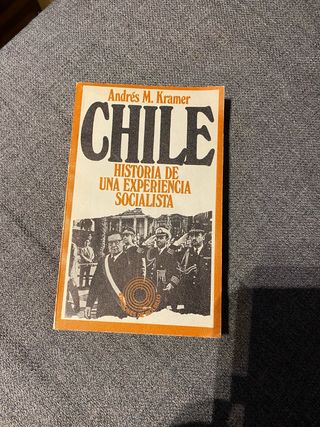 Andrés M. Kramer
CHILE
HISTORIA DE
UNA EXPERIENCIA
SOCIALISTA